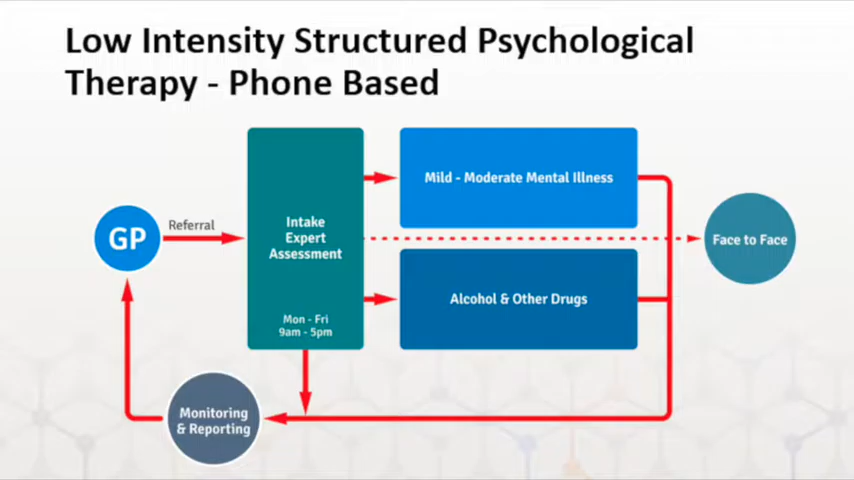 Low Intensity Structured Psychological
Therapy - Phone Based
GP
Referral
Intake
Expert
Assessment
Mon - Fri
9am - 5pm
Mild - Moderate Mental Illness
Alcohol & Other Drugs
Face to Face
Monitoring
& Reporting